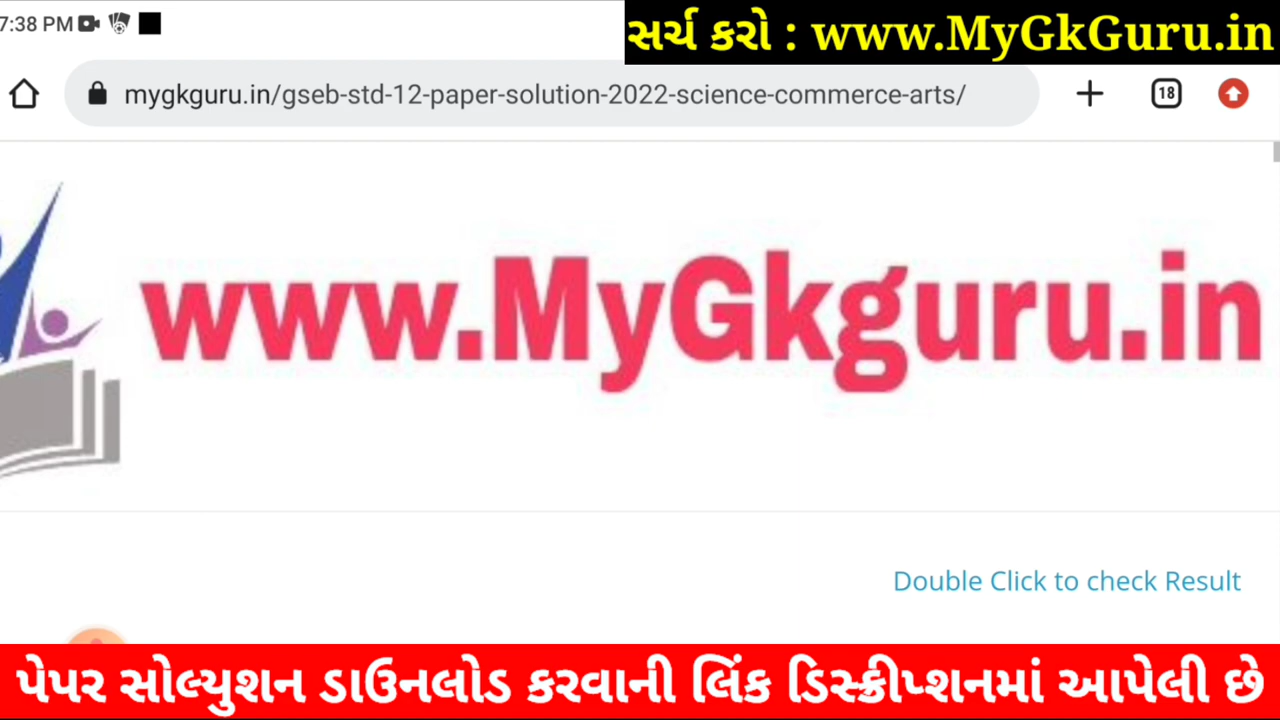 7:38 PM
સર્ચ કરો : www.MyGkGuru.in
mygkguru.in/gseb-std-12-paper-solution-2022-science-commerce-arts/
18
www.MyGkguru.in
Double Click to check Result
પેપર સોલ્યુશન ડાઉનલોડ કરવાની લિંક ડિસ્ક્રીપ્શનમાં આપેલી છે